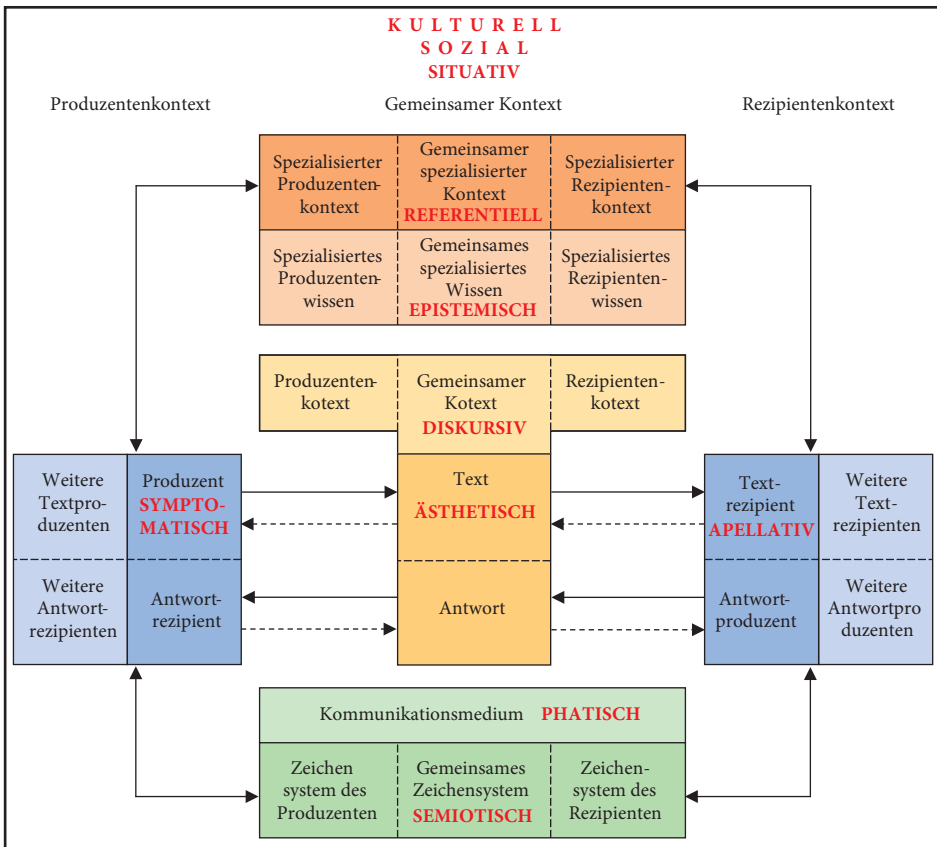 K U L T U R E L L
S O Z I A L
SITUATIV
Produzentenkontext
Gemeinsamer Kontext
Rezipientenkontext
Spezialisierter
Produzenten-
kontext
Gemeinsamer
spezialisierter
Kontext
REFERENTIELL
Spezialisierter
Rezipienten-
kontext
Spezialisiertes
Produzenten-
wissen
Gemeinsames
spezialisiertes
Wissen
EPISTEMISCH
Spezialisiertes
Rezipienten-
wissen
Produzenten-
kotext
Gemeinsamer
Kotext
DISKURSIV
Rezipienten-
kotext
Weitere
Textpro-
duzenten
Produzent
SYMPTO-
MATISCH
Text
ÄSTHETISCH
Text-
rezipient
APELLATIV
Weitere
Text-
rezipienten
Weitere
Antwort-
rezipienten
Antwort-
rezipient
Antwort
Antwort-
produzent
Weitere
Antwortpro
duzenten
Kommunikationsmedium PHATISCH
Zeichen
system des
Produzenten
Gemeinsames
Zeichensystem
SEMIOTISCH
Zeichen-
system des
Rezipienten